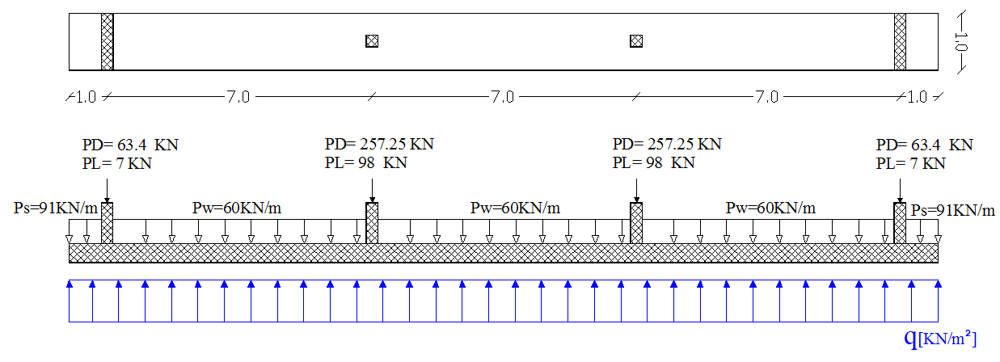 1.0
1.0 7.0 7.0 7.0 1.0
PD= 63.4 KN
PL= 7 KN
PD= 257.25 KN
PL= 98 KN
PD= 257.25 KN
PL= 98 KN
PD= 63.4 KN
PL= 7 KN
Ps=91KN/m
Pw=60KN/m
Pw=60KN/m
Pw=60KN/m
Ps=91KN/m
q[KN/m²]